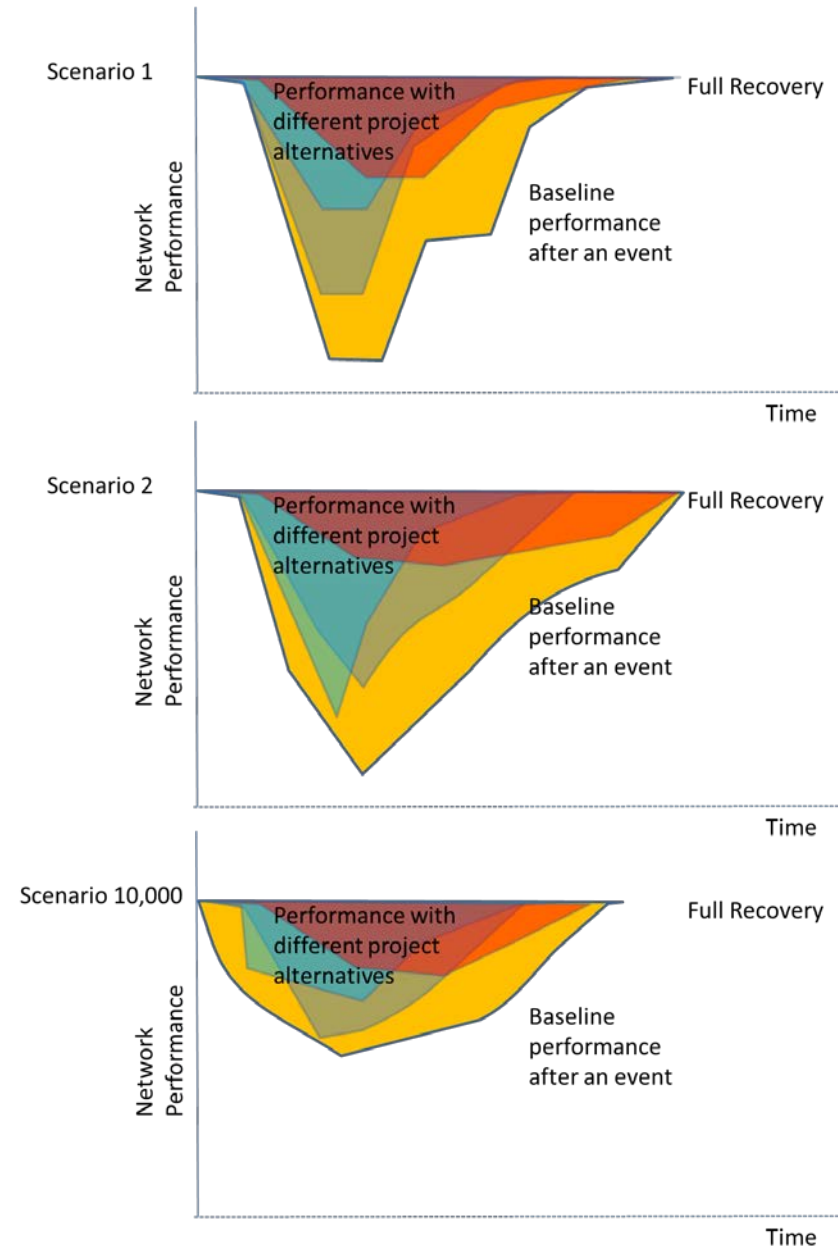 Scenario 1
Performance with
different project
alternatives
Full Recovery
Baseline
performance
after an event
Network
Performance
Time
Scenario 2
Performance with
different project
alternatives
Full Recovery
Baseline
performance
after an event
Network
Performance
Time
Scenario 10,000
Performance with
different project
alternatives
Full Recovery
Baseline
performance
after an event
Network
Performance
Time